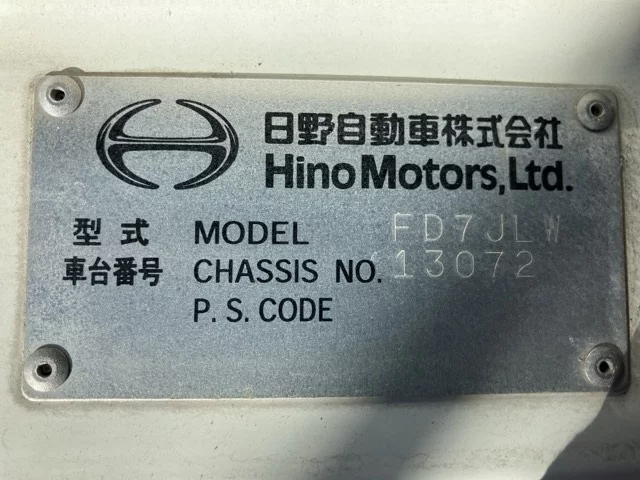 日野自動車株式会社
Hino Motors, Ltd.
型式 MODEL FD7JLW
車台番号 CHASSIS NO. 13072
P. S. CODE